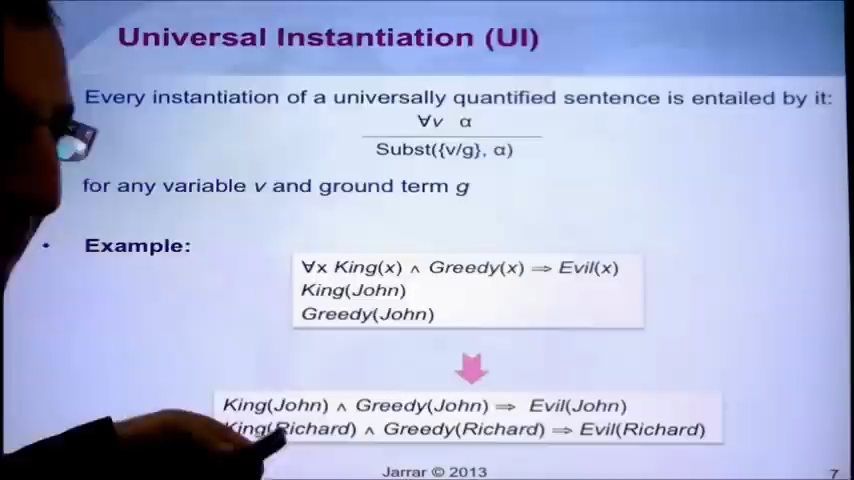 Universal Instantiation (UI)
Every instantiation of a universally quantified sentence is entailed by it:
∀v α
Subst({v/g}, α)
for any variable v and ground term g
• Example:
∀x King(x) ∧ Greedy(x) ⇒ Evil(x)
King(John)
Greedy(John)
King(John) ∧ Greedy(John) ⇒ Evil(John)
King(Richard) ∧ Greedy(Richard) ⇒ Evil(Richard)
Jarrar © 2013
7